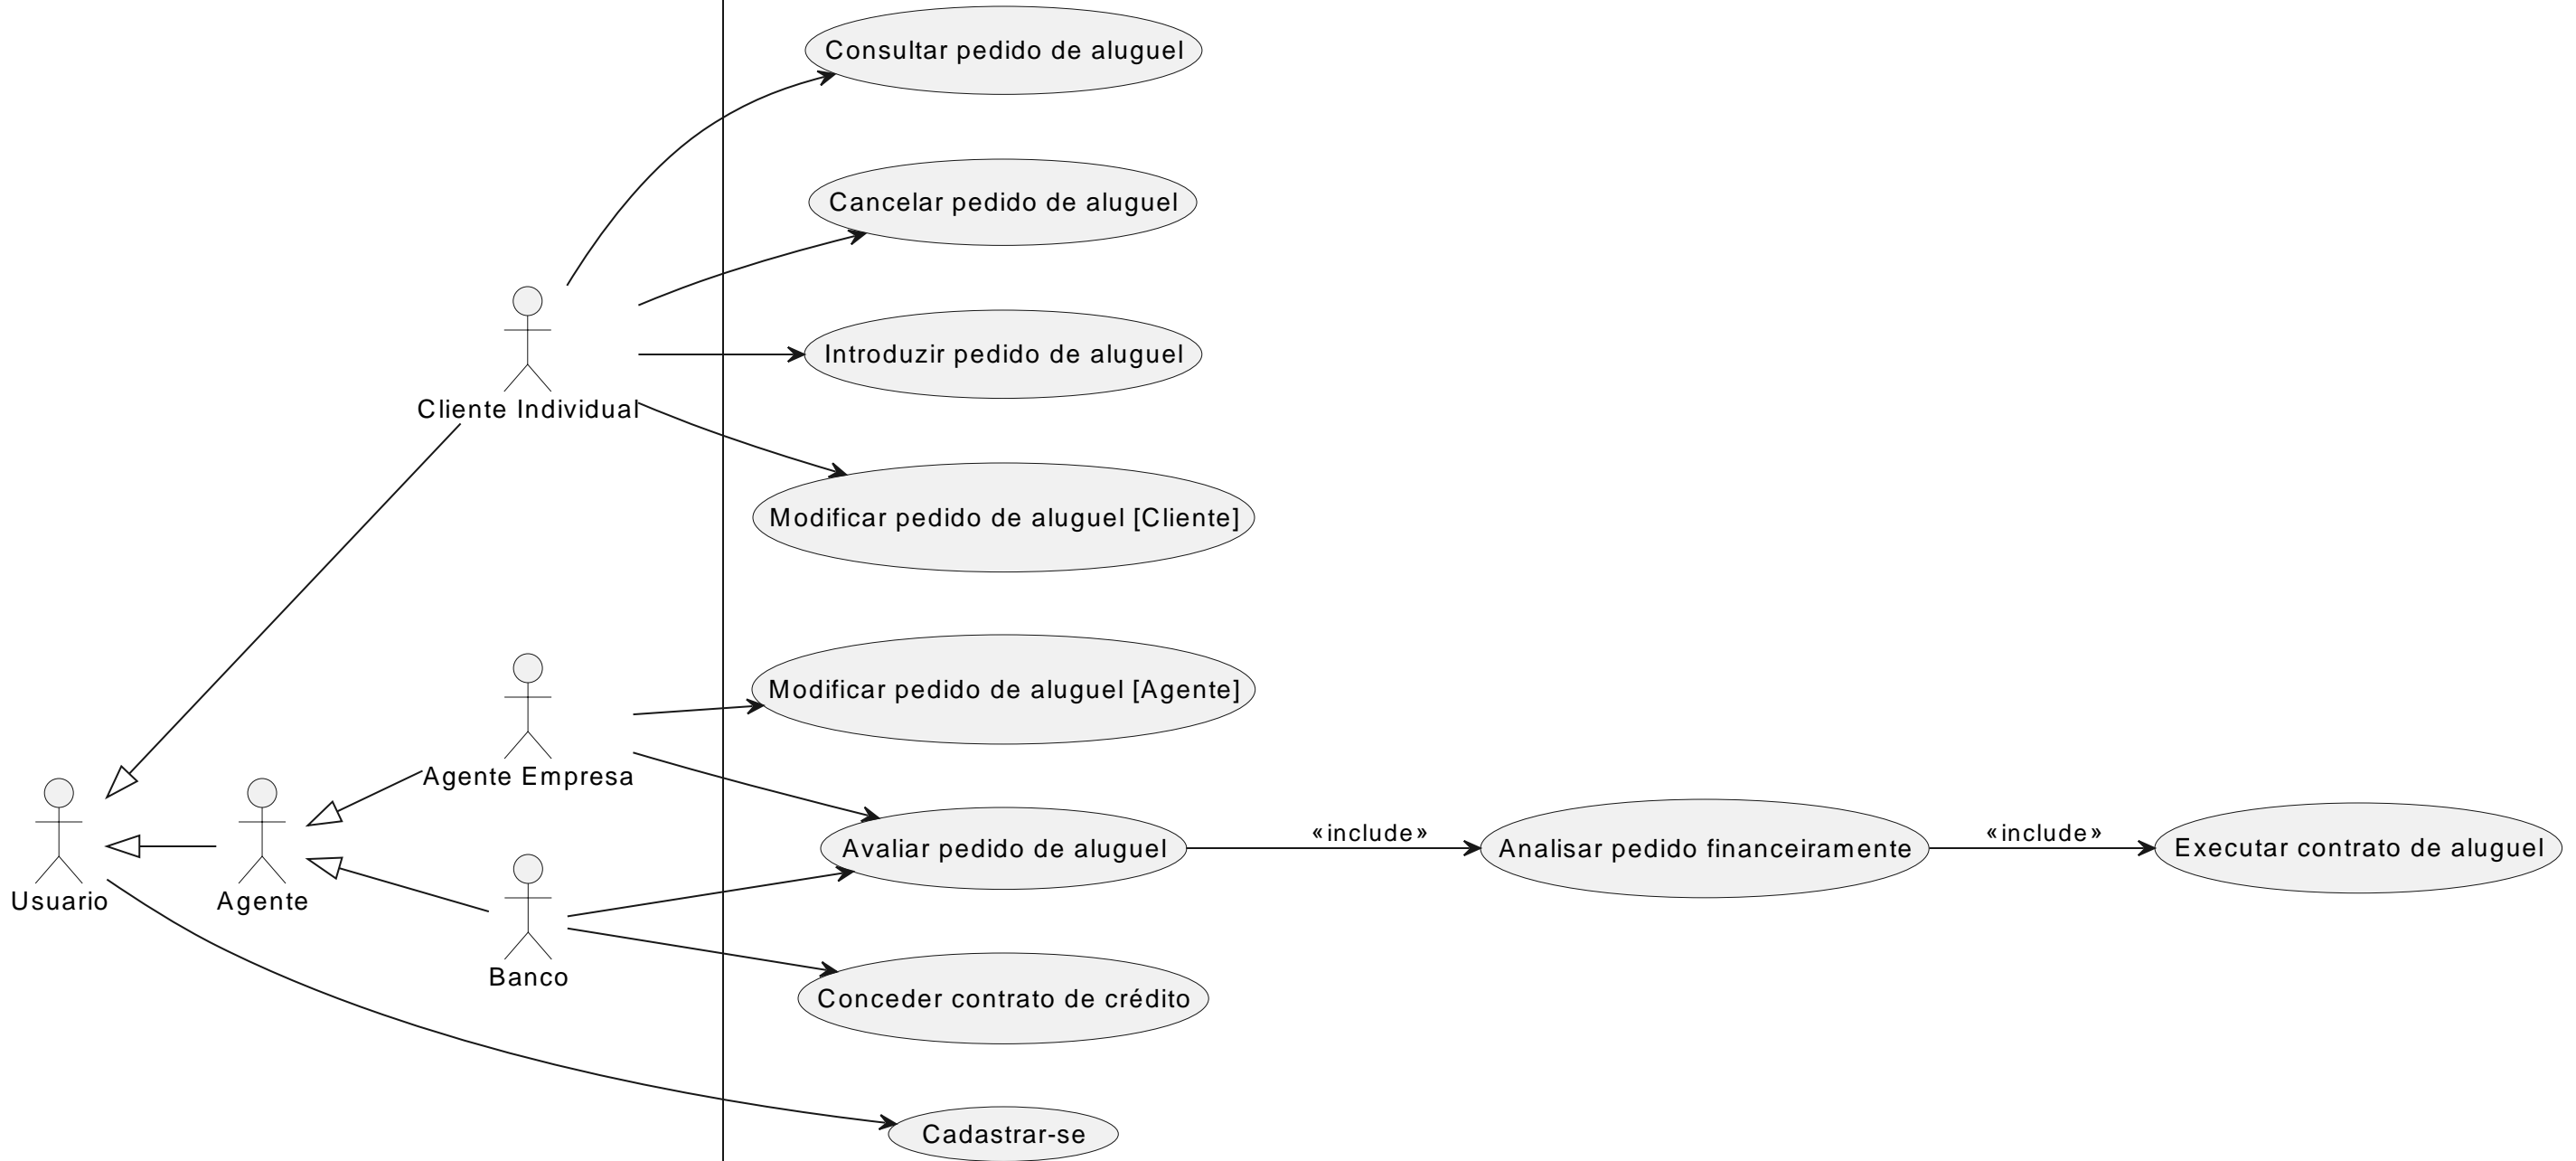 Consultar pedido de aluguel
Cancelar pedido de aluguel
Introduzir pedido de aluguel
Cliente Individual
Modificar pedido de aluguel [Cliente]
Modificar pedido de aluguel [Agente]
Agente Empresa
«include»
«include»
Avaliar pedido de aluguel
Analisar pedido financeiramente
Executar contrato de aluguel
Usuario
Agente
Banco
Conceder contrato de crédito
Cadastrar-se